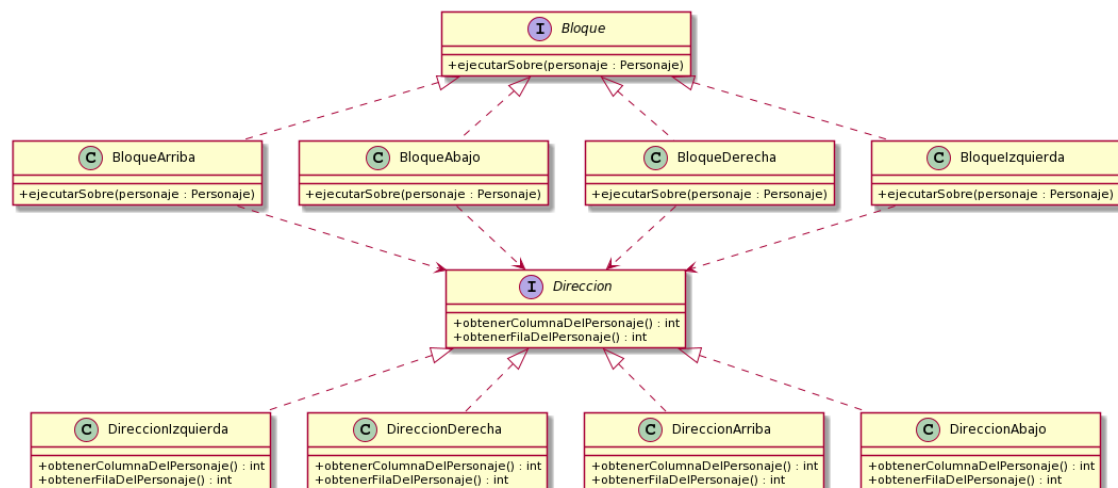 I Bloque
+ejecutarSobre(personaje : Personaje)
C BloqueArriba
+ejecutarSobre(personaje : Personaje)
C BloqueAbajo
+ejecutarSobre(personaje : Personaje)
C BloqueDerecha
+ejecutarSobre(personaje : Personaje)
C BloqueIzquierda
+ejecutarSobre(personaje : Personaje)
I Direccion
+obtenerColumnaDelPersonaje() : int
+obtenerFilaDelPersonaje() : int
C DireccionIzquierda
+obtenerColumnaDelPersonaje() : int
+obtenerFilaDelPersonaje() : int
C DireccionDerecha
+obtenerColumnaDelPersonaje() : int
+obtenerFilaDelPersonaje() : int
C DireccionArriba
+obtenerColumnaDelPersonaje() : int
+obtenerFilaDelPersonaje() : int
C DireccionAbajo
+obtenerColumnaDelPersonaje() : int
+obtenerFilaDelPersonaje() : int